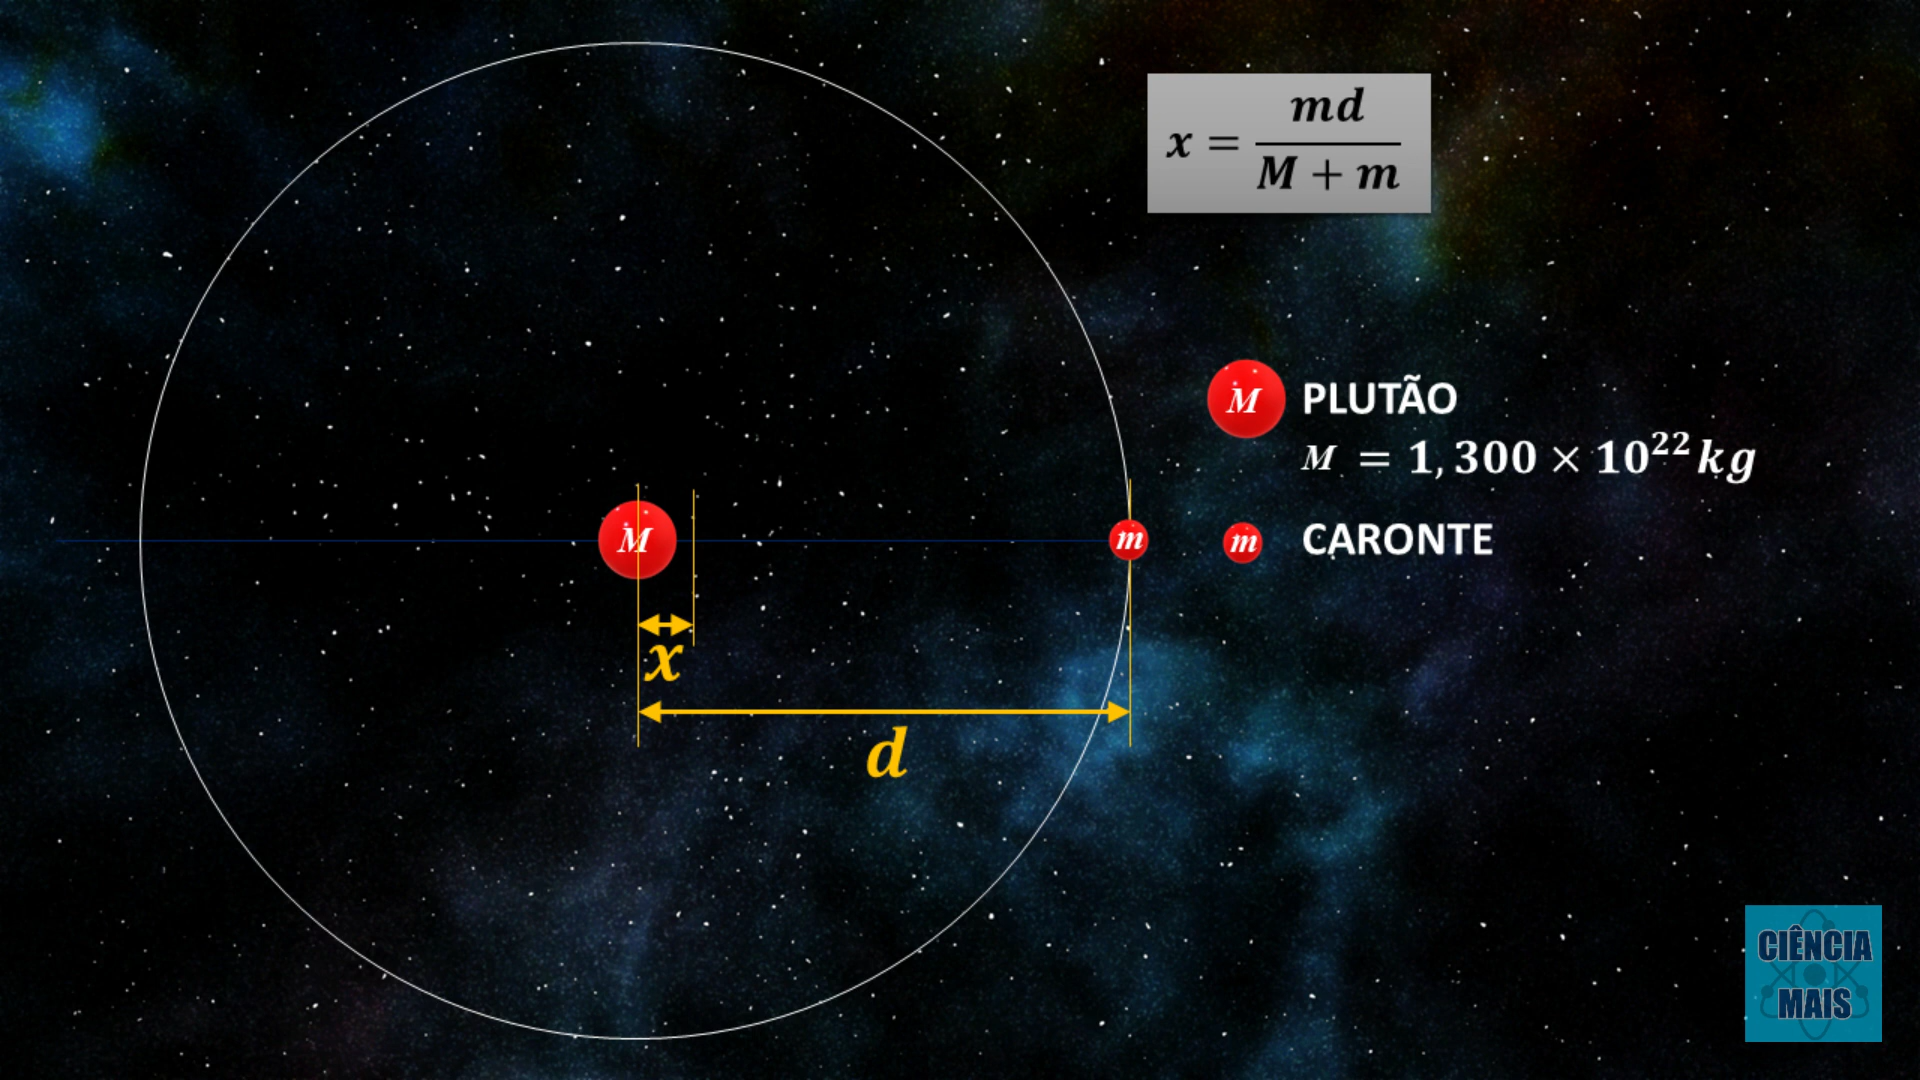 x = md / M + m
M PLUTÃO
M = 1,300 × 10²² kg
M
m
m CARONTE
x
d
CIÊNCIA
MAIS